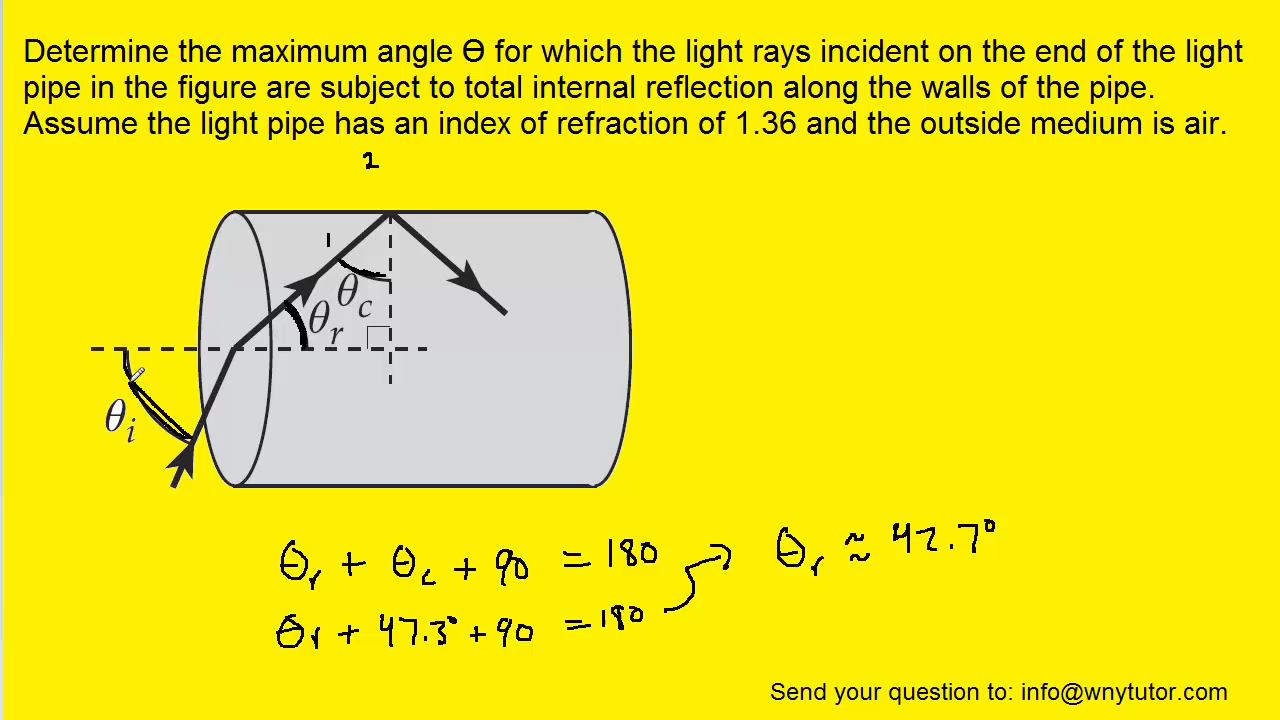 Determine the maximum angle Ɵ for which the light rays incident on the end of the light
pipe in the figure are subject to total internal reflection along the walls of the pipe.
Assume the light pipe has an index of refraction of 1.36 and the outside medium is air.
2
1
θc
θr
θi
θr + θc + 90 = 180
θr ≈ 42.7°
θr + 47.3° + 90 = 180
Send your question to: info@wnytutor.com